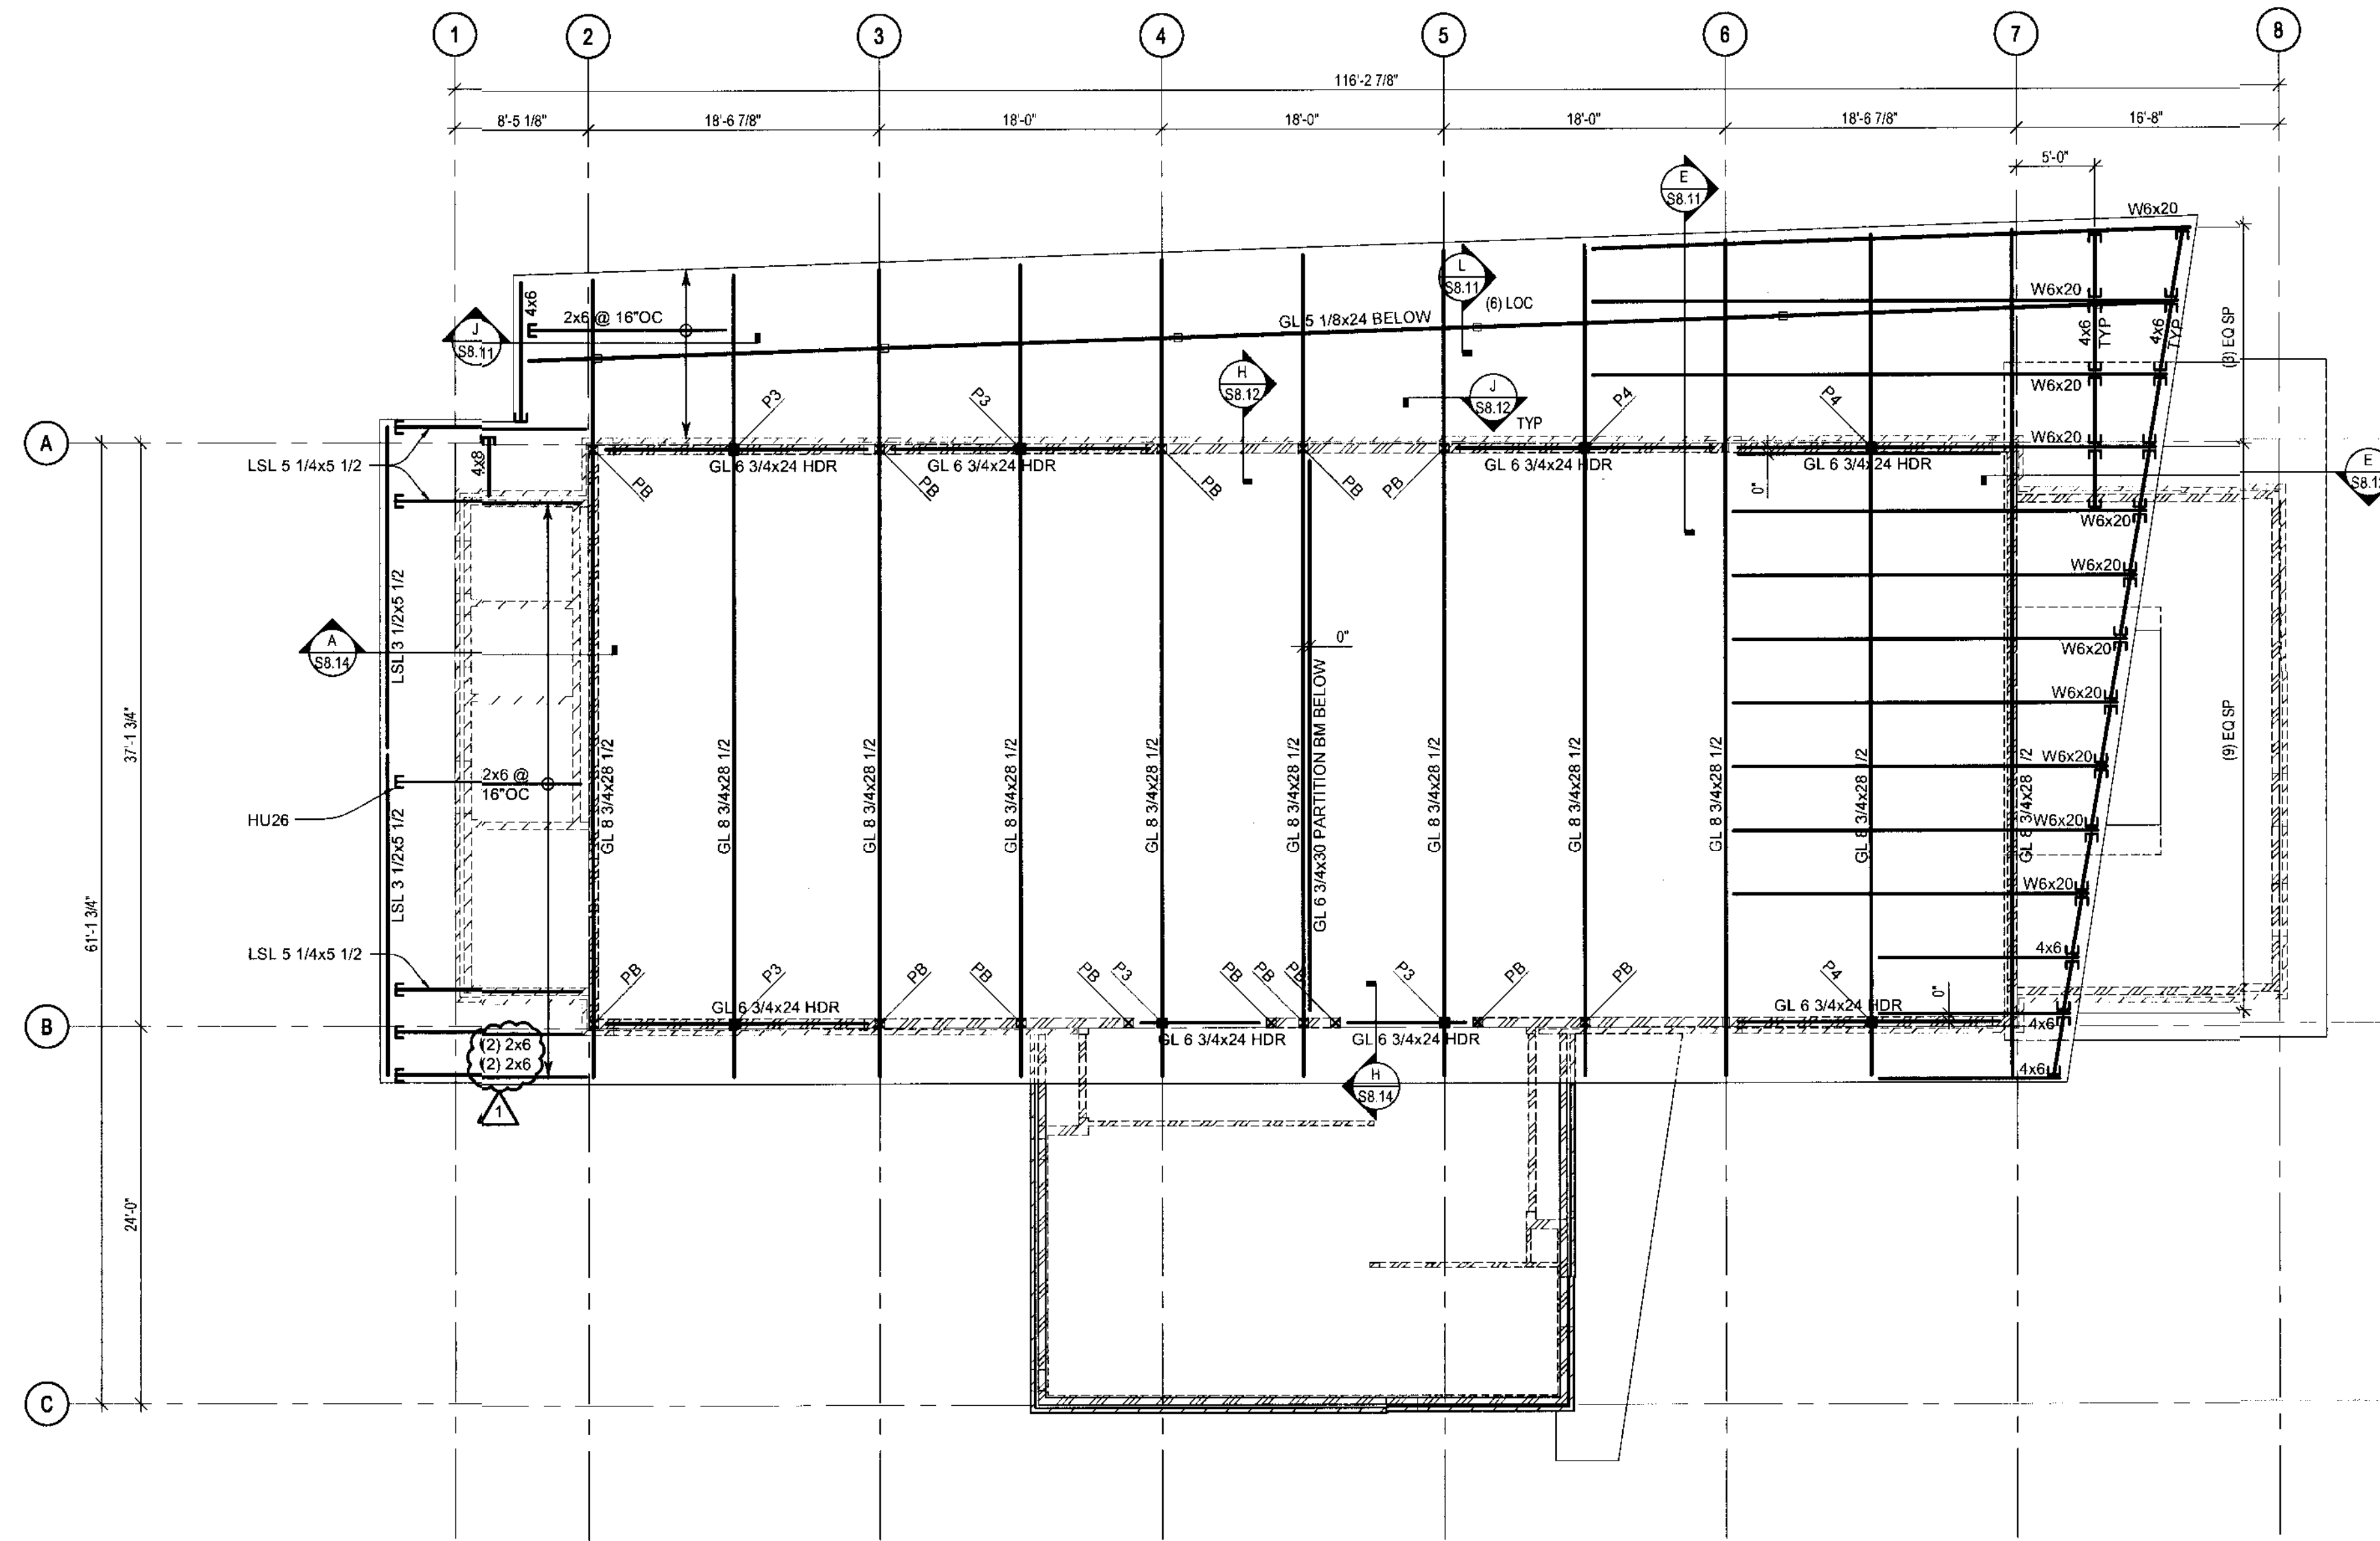 1
2
3
4
5
6
7
8
116'-2 7/8"
8'-5 1/8"
18'-6 7/8"
18'-0"
18'-0"
18'-0"
18'-6 7/8"
16'-8"
5'-0"
E
S8.11
W6x20
L
S8.11
(6) LOC
W6x20
4x6
2x6 @ 16"OC
GL 5 1/8x24 BELOW
J
S8.11
4x6
TYP
4x6
TYP
(3) EQ SP
H
S8.12
W6x20
P3
P3
J
S8.12
TYP
P4
P4
A
W6x20
LSL 5 1/4x5 1/2
4x8
GL 6 3/4x24 HDR
GL 6 3/4x24 HDR
GL 6 3/4x24 HDR
GL 6 3/4x24 HDR
E
PB
PB
PB
PB
PB
0"
W6x20
W6x20
A
S8.14
LSL 3 1/2x5 1/2
0"
W6x20
W6x20
37'-1 3/4"
(9) EQ SP
GL 8 3/4x28 1/2
GL 8 3/4x28 1/2
GL 8 3/4x28 1/2
GL 8 3/4x28 1/2
GL 8 3/4x28 1/2
GL 8 3/4x28 1/2
GL 6 3/4x30 PARTITION BM BELOW
GL 8 3/4x28 1/2
GL 8 3/4x28 1/2
GL 8 3/4x28 1/2
GL 8 3/4x28 1/2
GL 8 3/4x28 1/2
W6x20
2x6 @
16"OC
HU26
W6x20
LSL 3 1/2x5 1/2
W6x20
61'-1 3/4"
LSL 5 1/4x5 1/2
4x6
PB
P3
PB
PB
PB
P3
PB
PB
PB
P3
PB
PB
P4
GL 6 3/4x24 HDR
GL 6 3/4x24 HDR
0"
B
4x6
GL 6 3/4x24 HDR
GL 6 3/4x24 HDR
(2) 2x6
(2) 2x6
4x6
H
S8.14
1
24'-0"
C